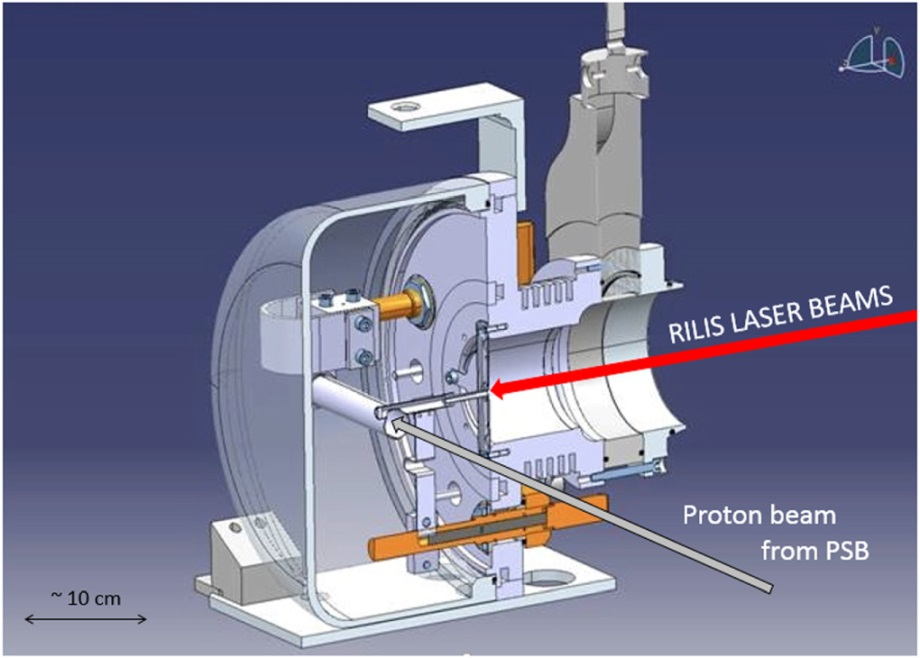 RILIS LASER BEAMS
Proton beam
from PSB
~ 10 cm